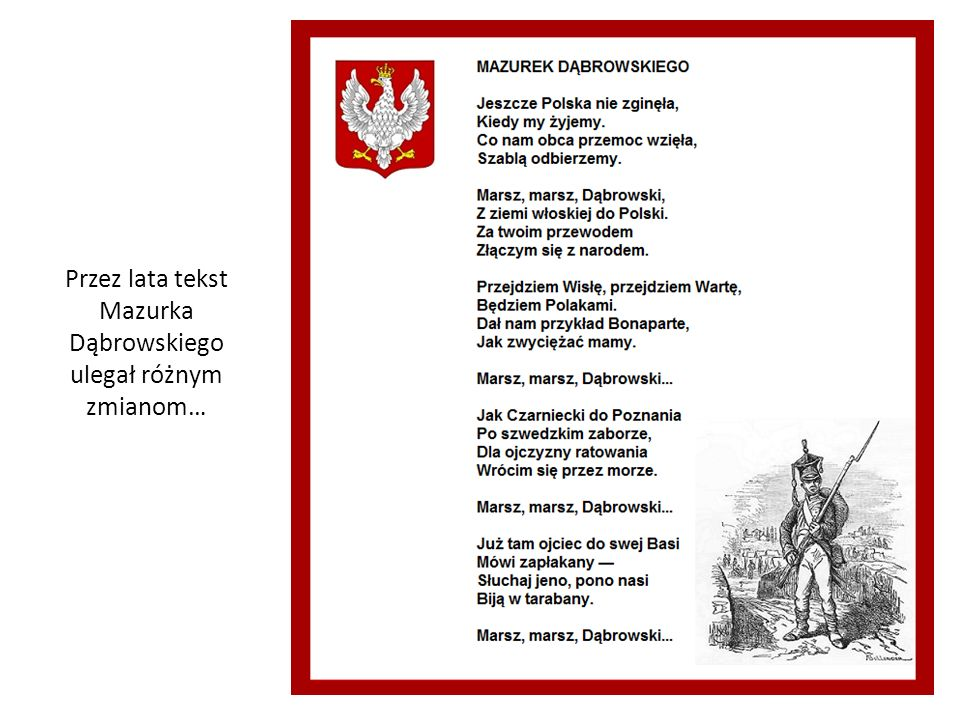 Przez lata tekst
Mazurka
Dąbrowskiego
ulegał różnym
zmianom…
MAZUREK DĄBROWSKIEGO
Jeszcze Polska nie zginęła,
Kiedy my żyjemy.
Co nam obca przemoc wzięła,
Szablą odbierzemy.
Marsz, marsz, Dąbrowski,
Z ziemi włoskiej do Polski.
Za twoim przewodem
Złączym się z narodem.
Przejdziem Wisłę, przejdziem Wartę,
Będziem Polakami.
Dał nam przykład Bonaparte,
Jak zwyciężać mamy.
Marsz, marsz, Dąbrowski...
Jak Czarniecki do Poznania
Po szwedzkim zaborze,
Dla ojczyzny ratowania
Wrócim się przez morze.
Marsz, marsz, Dąbrowski...
Już tam ojciec do swej Basi
Mówi zapłakany —
Słuchaj jeno, pono nasi
Biją w tarabany.
Marsz, marsz, Dąbrowski...